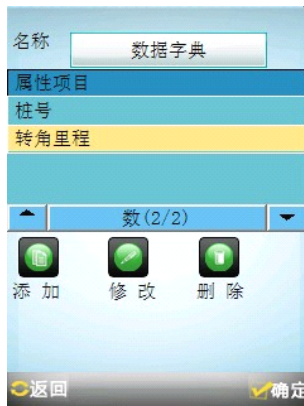 名称 数据字典
属性项目
桩号
转角里程
数(2/2)
添加 修改 删除
返回 确定